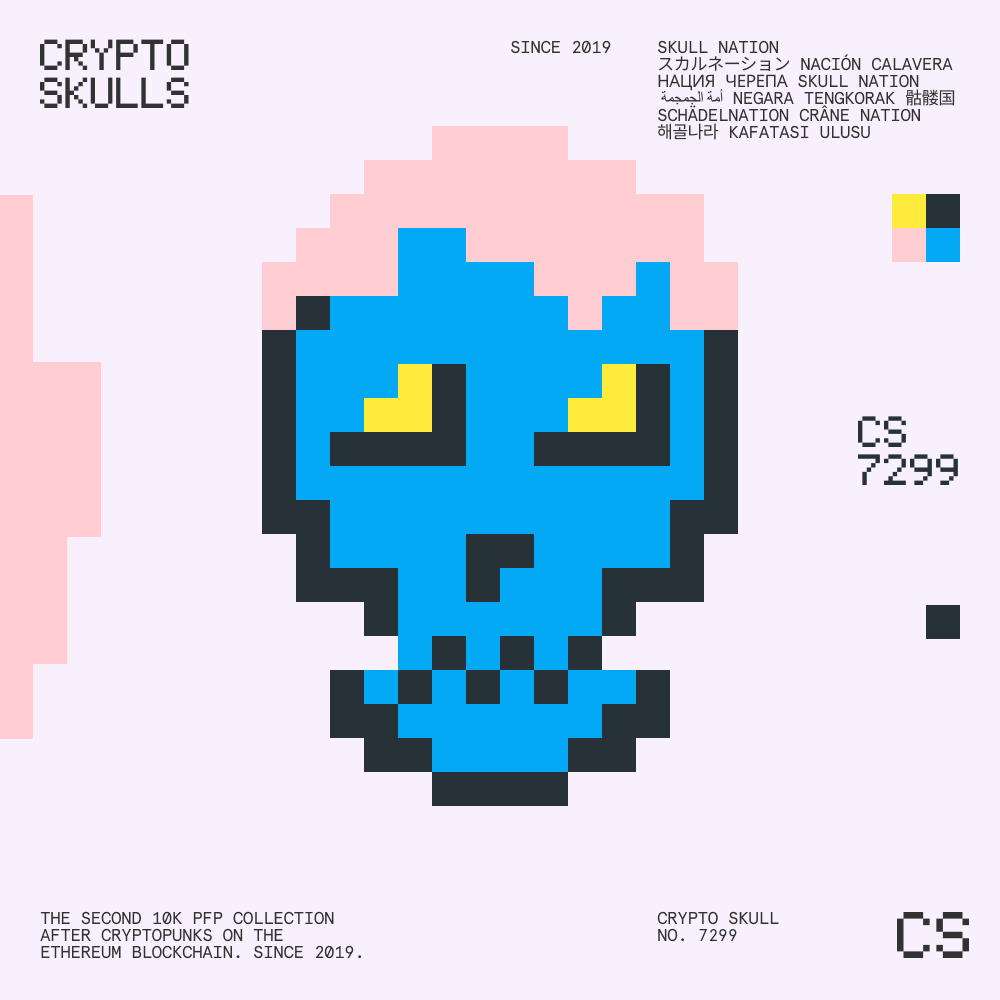 CRYPTO
SKULLS
SINCE 2019
SKULL NATION
スカルネーション NACIÓN CALAVERA
НАЦИЯ ЧЕРЕПА SKULL NATION
أمة الجمجمة NEGARA TENGKORAK 骷髅国
SCHÄDELNATION CRÂNE NATION
해골나라 KAFATASI ULUSU
CS
7299
THE SECOND 10K PFP COLLECTION
AFTER CRYPTOPUNKS ON THE
ETHEREUM BLOCKCHAIN. SINCE 2019.
CRYPTO SKULL
NO. 7299
CS